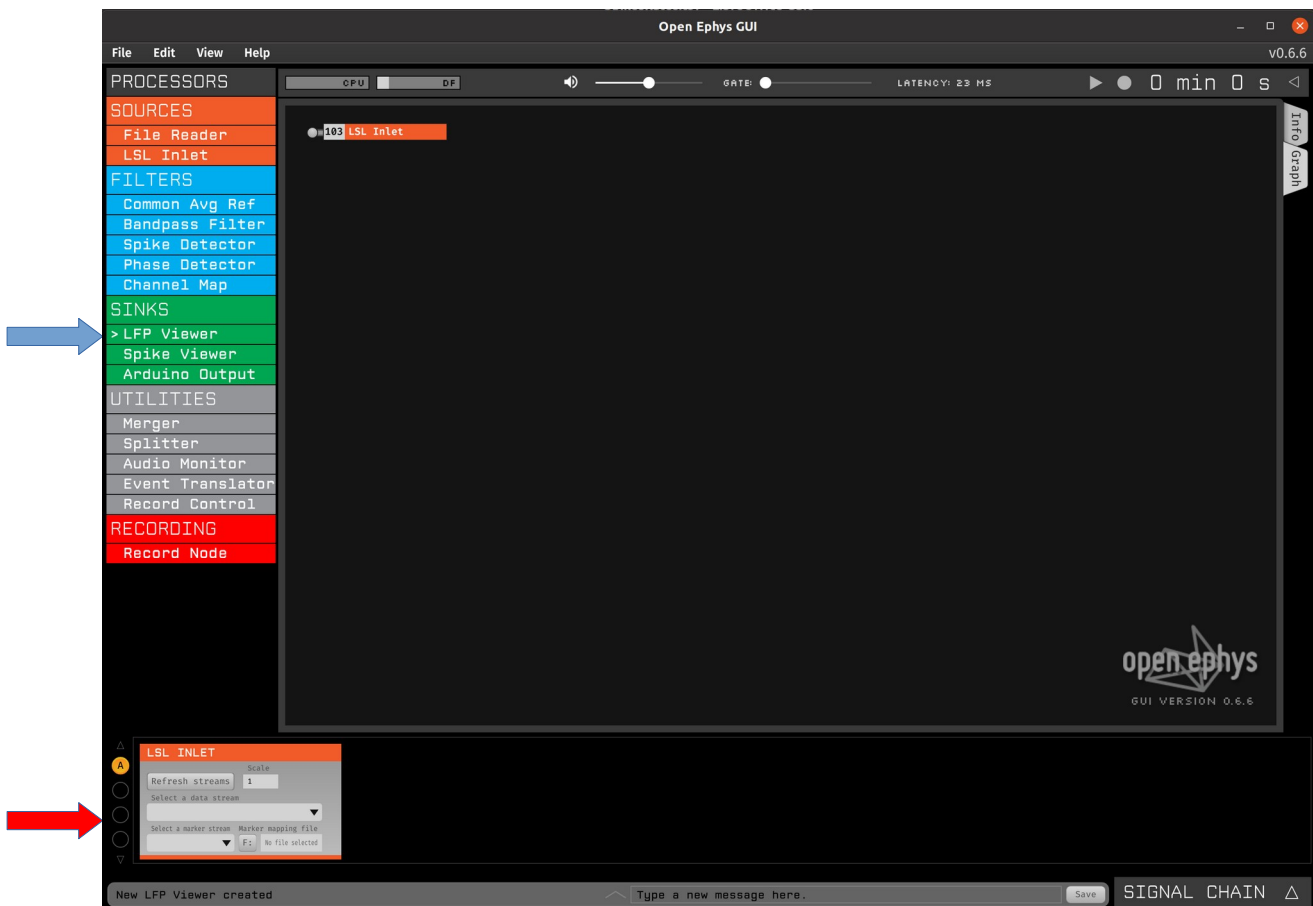 Open Ephys GUI
File Edit View Help
v0.6.6
PROCESSORS
CPU DF
GATE:
LATENCY: 23 MS
0 min 0 s
SOURCES
File Reader
LSL Inlet
FILTERS
Common Avg Ref
Bandpass Filter
Spike Detector
Phase Detector
Channel Map
SINKS
> LFP Viewer
Spike Viewer
Arduino Output
UTILITIES
Merger
Splitter
Audio Monitor
Event Translator
Record Control
RECORDING
Record Node
103 LSL Inlet
Info
Graph
open ephys
GUI VERSION 0.6.6
A
LSL INLET
Scale
Refresh streams 1
Select a data stream
Select a marker stream Marker mapping file
F: No file selected
New LFP Viewer created
Type a new message here.
Save
SIGNAL CHAIN